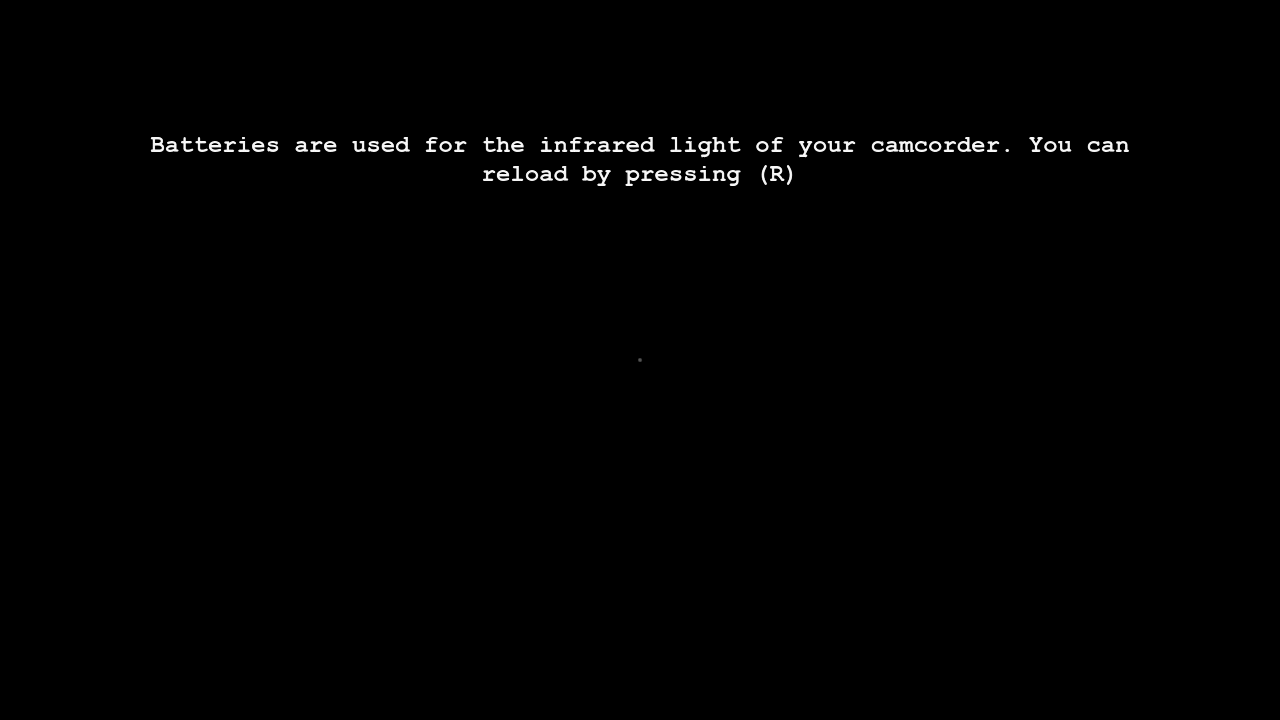 Batteries are used for the infrared light of your camcorder. You can
reload by pressing (R)